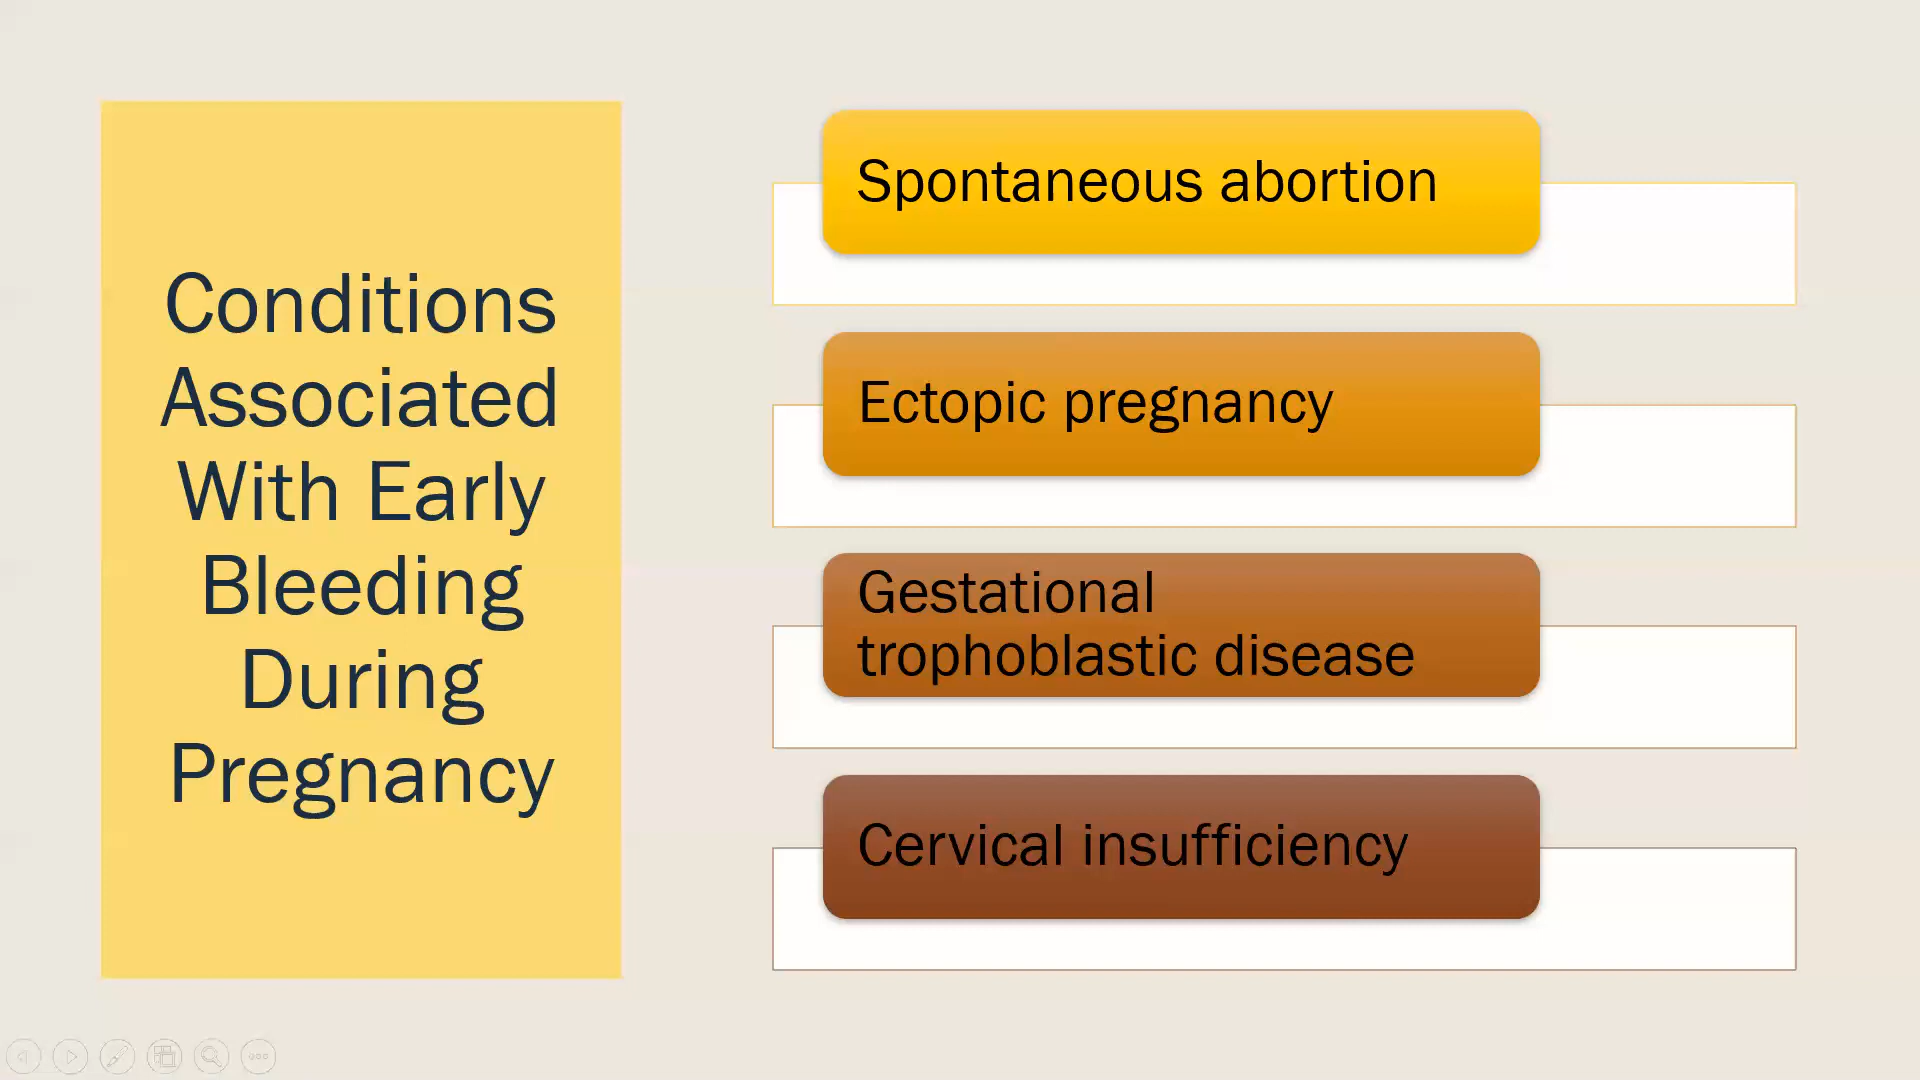 Conditions
Associated
With Early
Bleeding
During
Pregnancy
Spontaneous abortion
Ectopic pregnancy
Gestational
trophoblastic disease
Cervical insufficiency